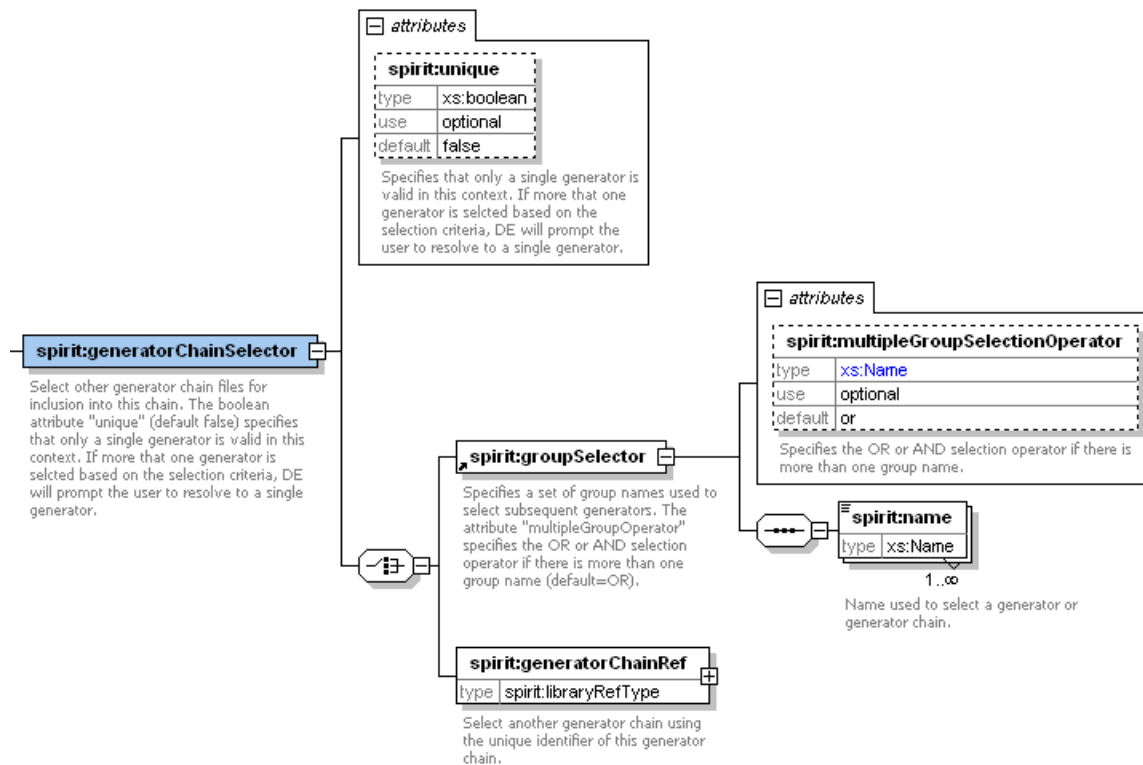 attributes
spirit:unique
type xs:boolean
use optional
default false
Specifies that only a single generator is
valid in this context. If more that one
generator is selcted based on the
selection criteria, DE will prompt the
user to resolve to a single generator.
spirit:generatorChainSelector
Select other generator chain files for
inclusion into this chain. The boolean
attribute "unique" (default false) specifies
that only a single generator is valid in this
context. If more that one generator is
selcted based on the selection criteria, DE
will prompt the user to resolve to a single
generator.
attributes
spirit:multipleGroupSelectionOperator
type xs:Name
use optional
default or
Specifies the OR or AND selection operator if there is
more than one group name.
spirit:groupSelector
Specifies a set of group names used to
select subsequent generators. The
attribute "multipleGroupOperator"
specifies the OR or AND selection
operator if there is more than one
group name (default=OR).
spirit:name
type xs:Name
1..∞
Name used to select a generator or
generator chain.
spirit:generatorChainRef
type spirit:libraryRefType
Select another generator chain using
the unique identifier of this generator
chain.